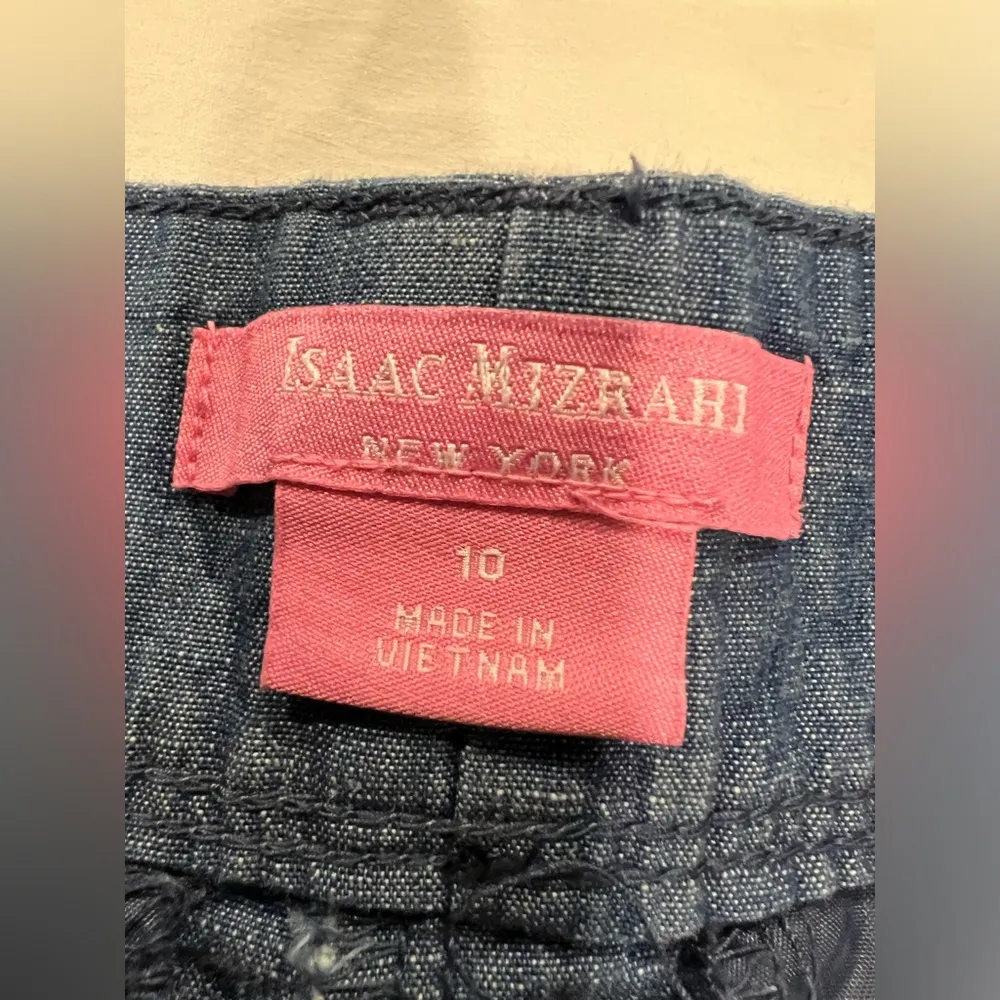 ISAAC MIZRAHI
NEW YORK
10
MADE IN
VIETNAM